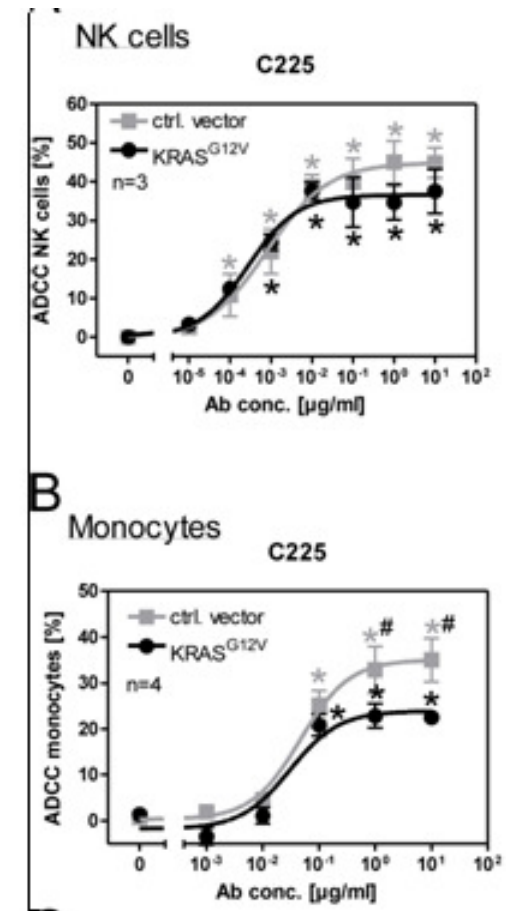 NK cells
C225
60
50
40
30
20
10
0
ADCC NK cells [%]
ctrl. vector
KRASG12V
n=3
* * * * * * *
* * * * *
0 10-5 10-4 10-3 10-2 10-1 100 101 102
Ab conc. [µg/ml]
B
Monocytes
C225
50
40
30
20
10
0
ADCC monocytes [%]
ctrl. vector
KRASG12V
n=4
* *# *#
* * *
0 10-3 10-2 10-1 100 101 102
Ab conc. [µg/ml]